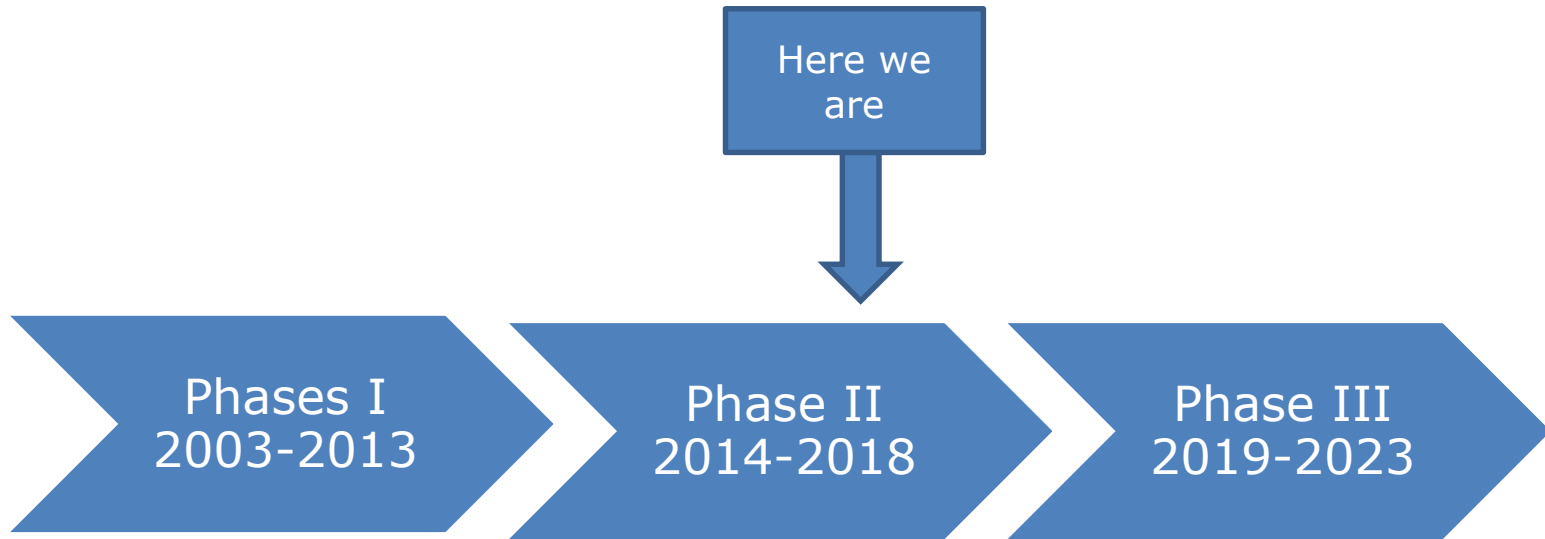 Here we
are
Phases I
2003-2013
Phase II
2014-2018
Phase III
2019-2023